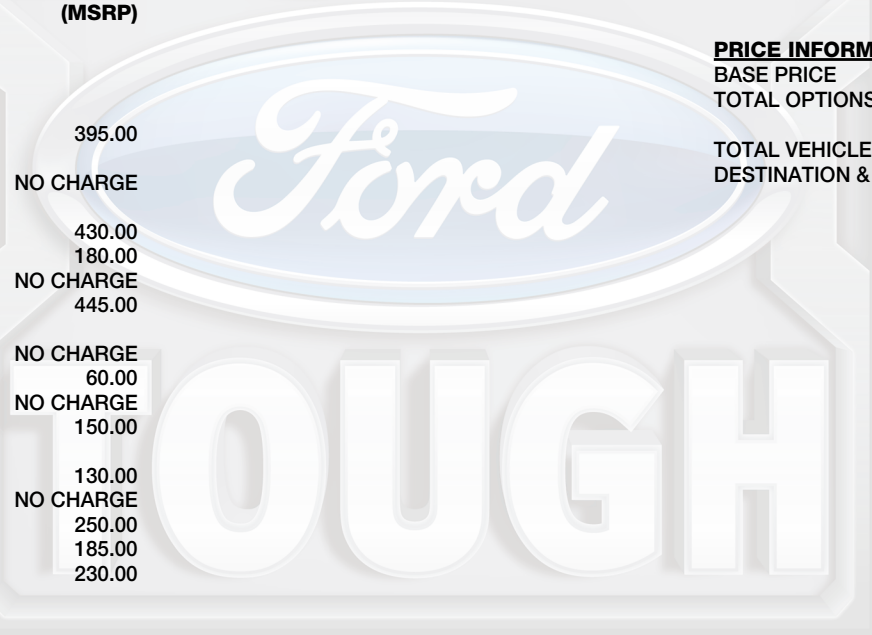 (MSRP)
395.00
NO CHARGE
430.00
180.00
NO CHARGE
445.00
NO CHARGE
60.00
NO CHARGE
150.00
130.00
NO CHARGE
250.00
185.00
230.00
PRICE INFORM
BASE PRICE
TOTAL OPTIONS
TOTAL VEHICLE
DESTINATION &
Ford
TOUGH